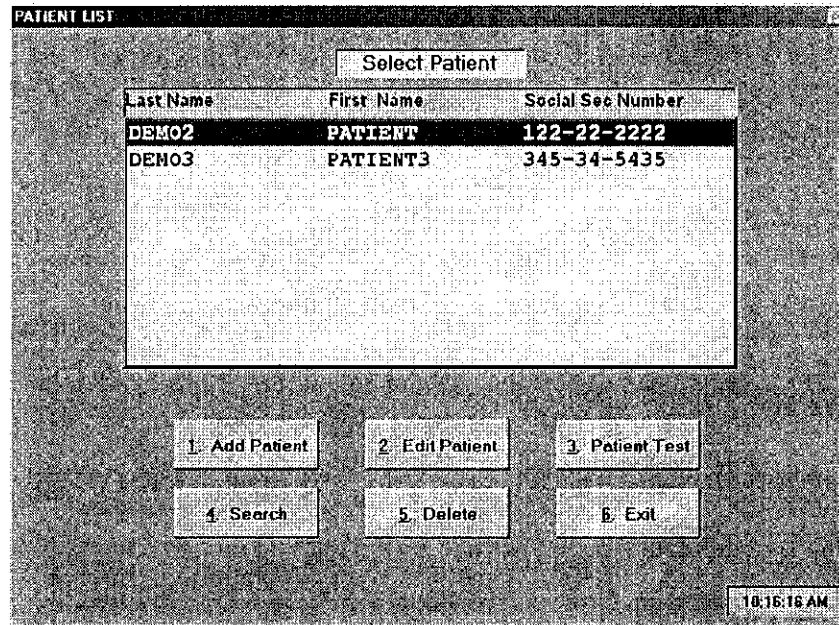 PATIENT LIST
Select Patient
Last Name First Name Social Sec Number
DEMO2 PATIENT 122-22-2222
DEMO3 PATIENT3 345-34-5435
1. Add Patient 2. Edit Patient 3. Patient Test
4. Search 5. Delete 6. Exit
10:16:16 AM